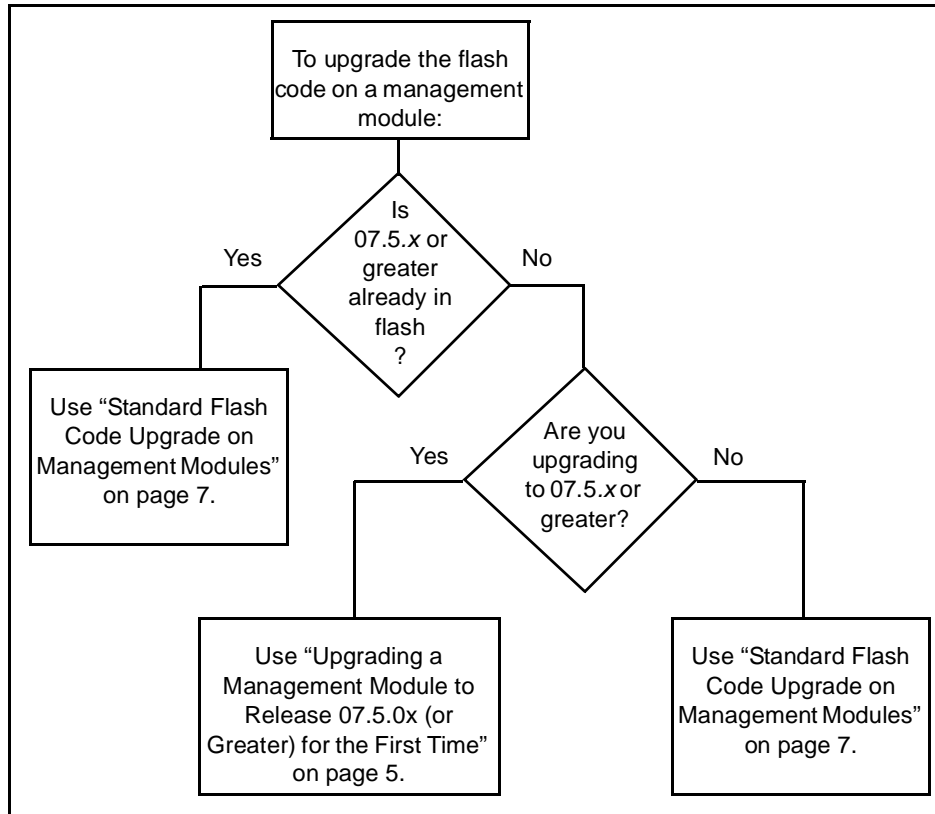 To upgrade the flash
code on a management
module:
Is
07.5.x or
greater
already in
flash
?
Yes
No
Use “Standard Flash
Code Upgrade on
Management Modules”
on page 7.
Are you
upgrading
to 07.5.x or
greater?
Yes
No
Use “Upgrading a
Management Module to
Release 07.5.0x (or
Greater) for the First Time”
on page 5.
Use “Standard Flash
Code Upgrade on
Management Modules”
on page 7.